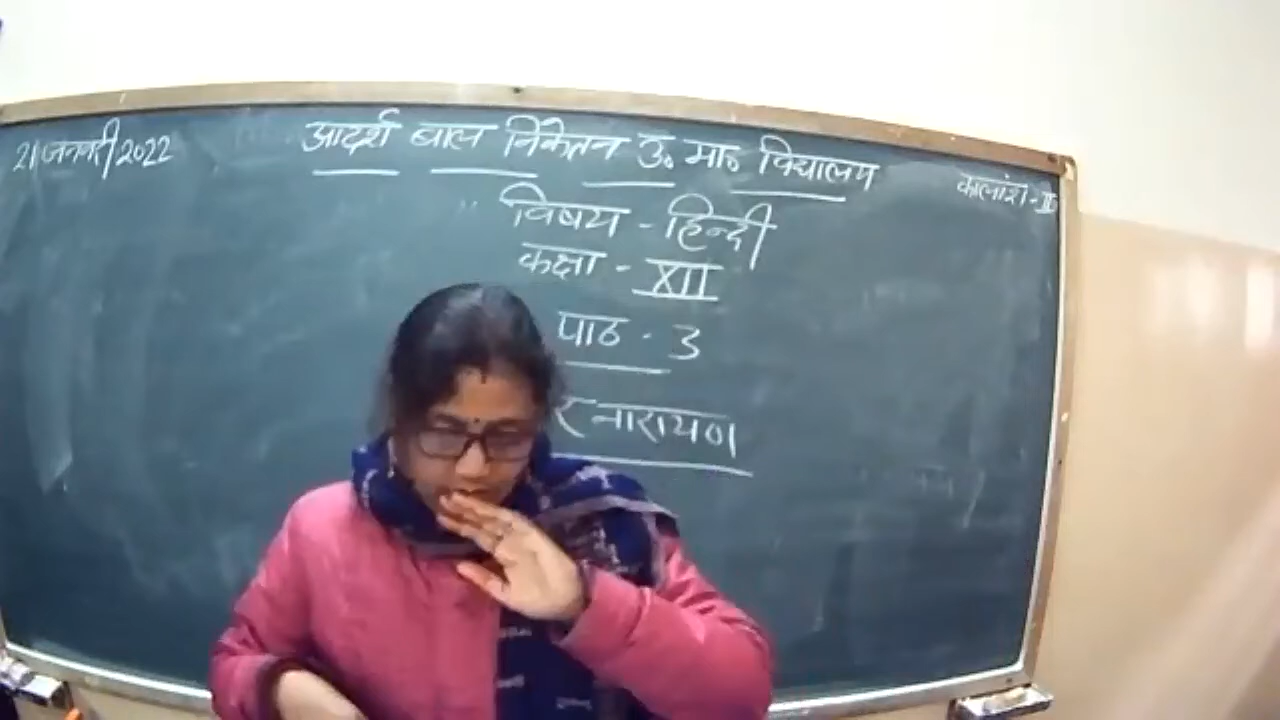 21 जनवरी 2022
आदर्श बाल निकेतन उ० मा० विद्यालय
कालांश - II
विषय - हिन्दी
कक्षा - XII
पाठ - 3
र नारायण